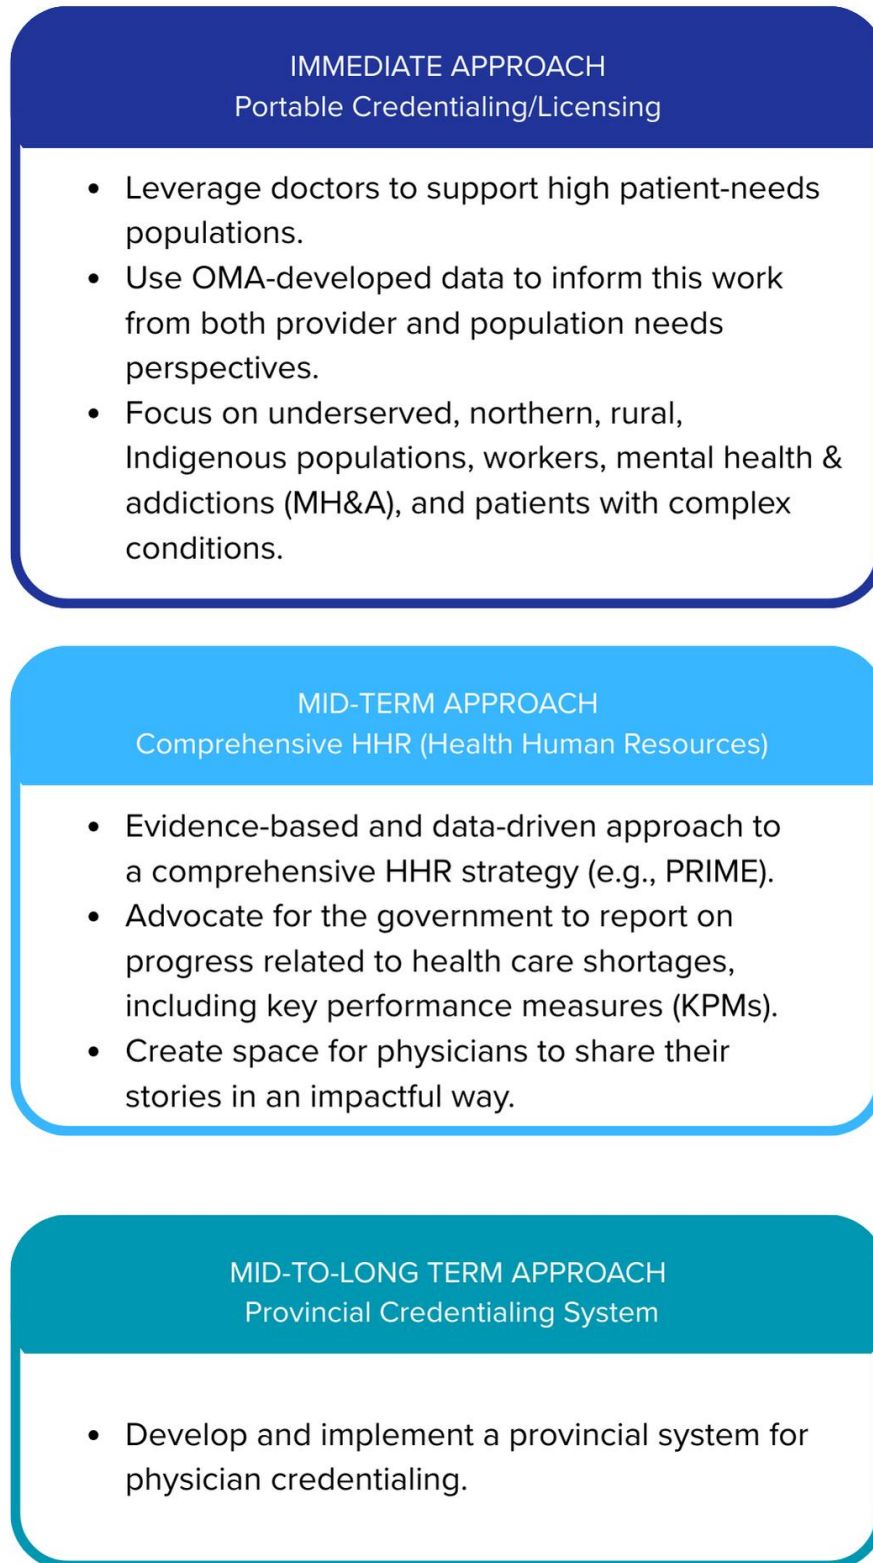 IMMEDIATE APPROACH
Portable Credentialing/Licensing
• Leverage doctors to support high patient-needs
populations.
• Use OMA-developed data to inform this work
from both provider and population needs
perspectives.
• Focus on underserved, northern, rural,
Indigenous populations, workers, mental health &
addictions (MH&A), and patients with complex
conditions.
MID-TERM APPROACH
Comprehensive HHR (Health Human Resources)
• Evidence-based and data-driven approach to
a comprehensive HHR strategy (e.g., PRIME).
• Advocate for the government to report on
progress related to health care shortages,
including key performance measures (KPMs).
• Create space for physicians to share their
stories in an impactful way.
MID-TO-LONG TERM APPROACH
Provincial Credentialing System
• Develop and implement a provincial system for
physician credentialing.